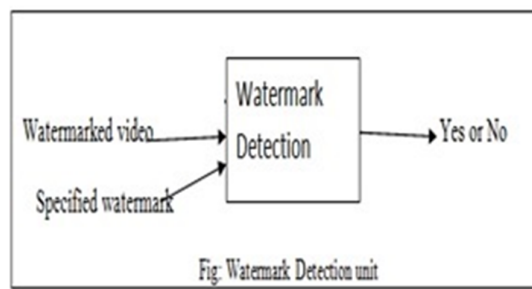 Watermark
Detection
Watermarked video
Specified watermark
Yes or No
Fig: Watermark Detection unit